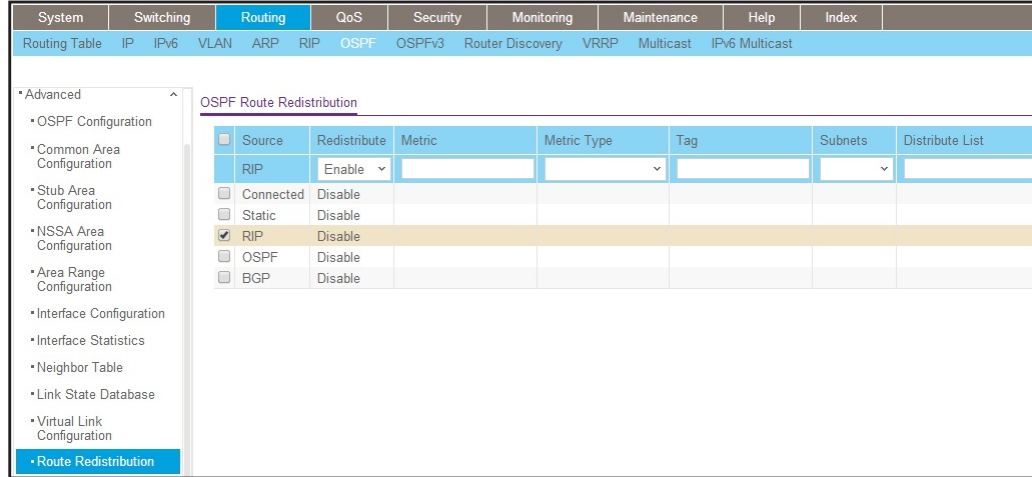 System Switching Routing QoS Security Monitoring Maintenance Help Index
Routing Table IP IPv6 VLAN ARP RIP OSPF OSPFv3 Router Discovery VRRP Multicast IPv6 Multicast
Advanced
OSPF Configuration
Common Area
Configuration
Stub Area
Configuration
NSSA Area
Configuration
Area Range
Configuration
Interface Configuration
Interface Statistics
Neighbor Table
Link State Database
Virtual Link
Configuration
Route Redistribution
OSPF Route Redistribution
Source Redistribute Metric Metric Type Tag Subnets Distribute List
RIP Enable
Connected Disable
Static Disable
RIP Disable
OSPF Disable
BGP Disable